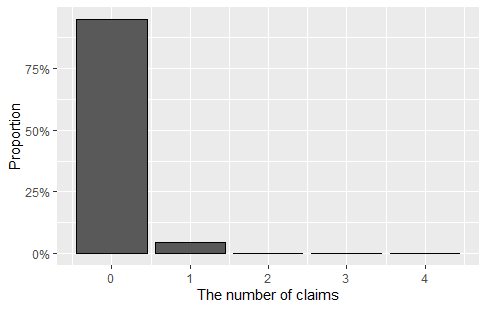 75%
50%
25%
0%
Proportion
0 1 2 3 4
The number of claims